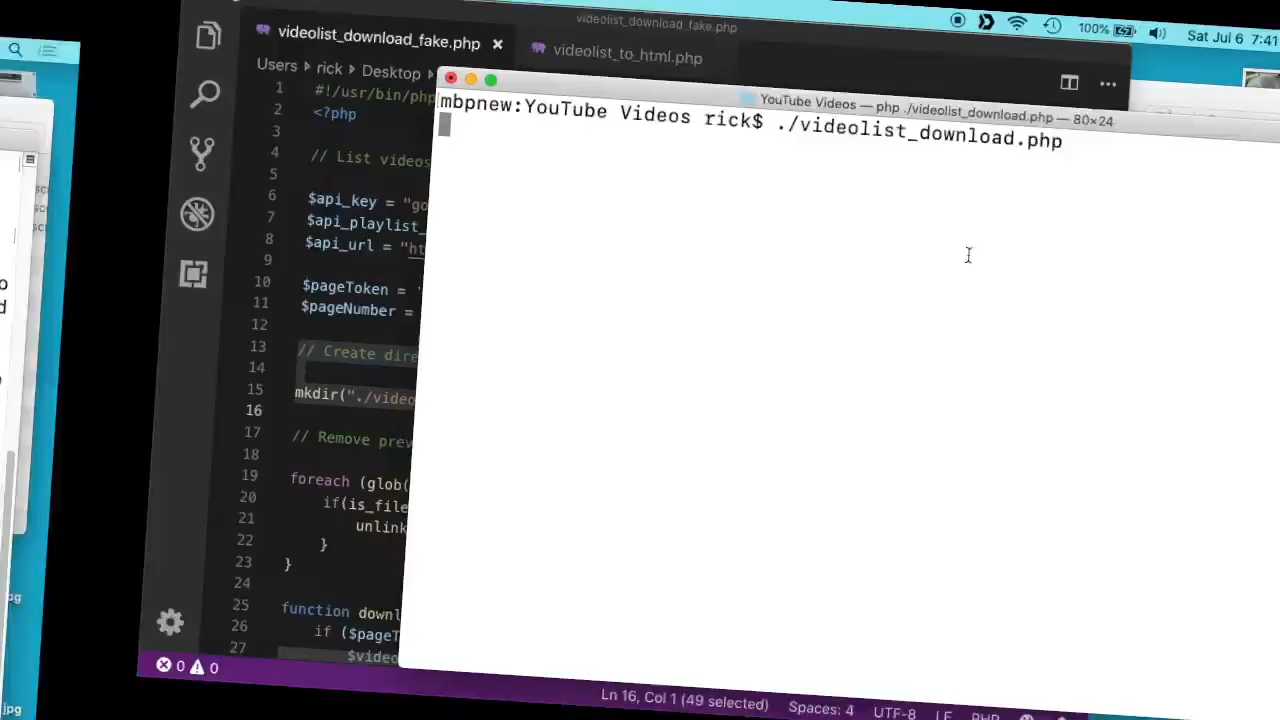 100%
Sat Jul 6 7:41
videolist_download_fake.php
videolist_download_fake.php
videolist_to_html.php
Users rick Desktop
1 #!/usr/bin/php
2 <?php
3
4 // List videos
5
6 $api_key = "go
7 $api_playlist_
8 $api_url = "ht
9
10 $pageToken = '
11 $pageNumber =
12
13 // Create dire
14
15 mkdir("./video
16
17 // Remove prev
18
19 foreach (glob(
20 if(is_file
21 unlink
22 }
23 }
24
25 function downl
26 if ($pageT
27 $video
YouTube Videos — php ./videolist_download.php — 80×24
mbpnew:YouTube Videos rick$ ./videolist_download.php
0 0
Ln 16, Col 1 (49 selected)
Spaces: 4
UTF-8
LF
PHP
jpg